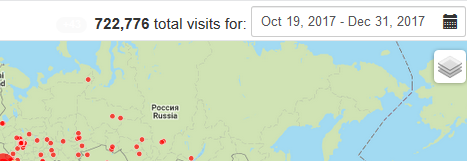 722,776 total visits for: Oct 19, 2017 - Dec 31, 2017
Россия
Russia